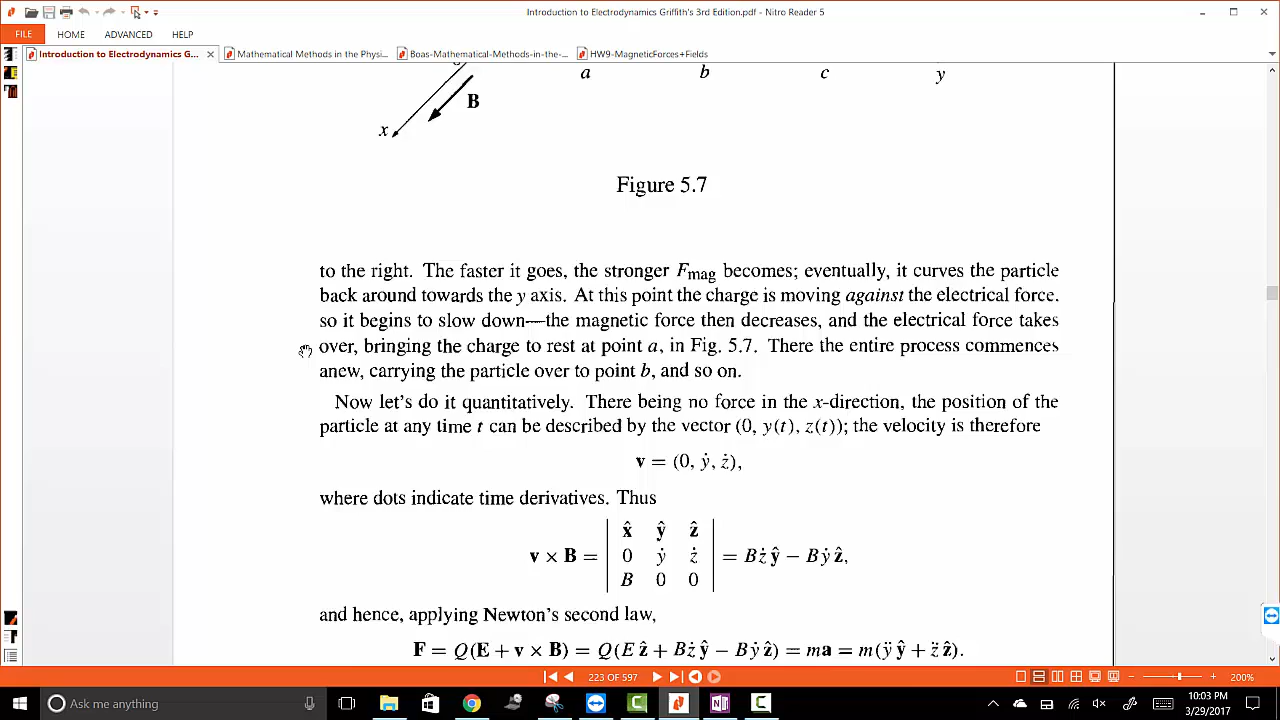 Introduction to Electrodynamics Griffith's 3rd Edition.pdf - Nitro Reader 5
FILE HOME ADVANCED HELP
Introduction to Electrodynamics G... Mathematical Methods in the Physi... Boas-Mathematical-Methods-in-the-... HW9-MagneticForces+Fields
a b c y
B
x
Figure 5.7
to the right. The faster it goes, the stronger Fmag becomes; eventually, it curves the particle
back around towards the y axis. At this point the charge is moving against the electrical force.
so it begins to slow down—the magnetic force then decreases, and the electrical force takes
over, bringing the charge to rest at point a, in Fig. 5.7. There the entire process commences
anew, carrying the particle over to point b, and so on.
Now let's do it quantitatively. There being no force in the x-direction, the position of the
particle at any time t can be described by the vector (0, y(t), z(t)); the velocity is therefore
v = (0, ẏ, ż),
where dots indicate time derivatives. Thus
x̂ ŷ ẑ
v × B = | 0 ẏ ż | = Bż ŷ − Bẏ ẑ,
B 0 0
and hence, applying Newton's second law,
F = Q(E + v × B) = Q(E ẑ + Bż ŷ − Bẏ ẑ) = ma = m(ÿ ŷ + z̈ ẑ).
223 OF 597 200%
Ask me anything
10:03 PM
3/29/2017